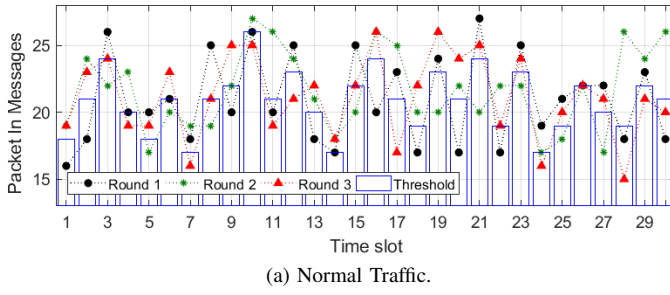 Packet In Messages
25
20
15
Round 1 Round 2 Round 3 Threshold
1 3 5 7 9 11 13 15 17 19 21 23 25 27 29
Time slot
(a) Normal Traffic.